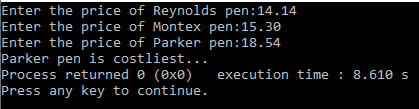 Enter the price of Reynolds pen:14.14
Enter the price of Montex pen:15.30
Enter the price of Parker pen:18.54
Parker pen is costliest...
Process returned 0 (0x0)   execution time : 8.610 s
Press any key to continue.